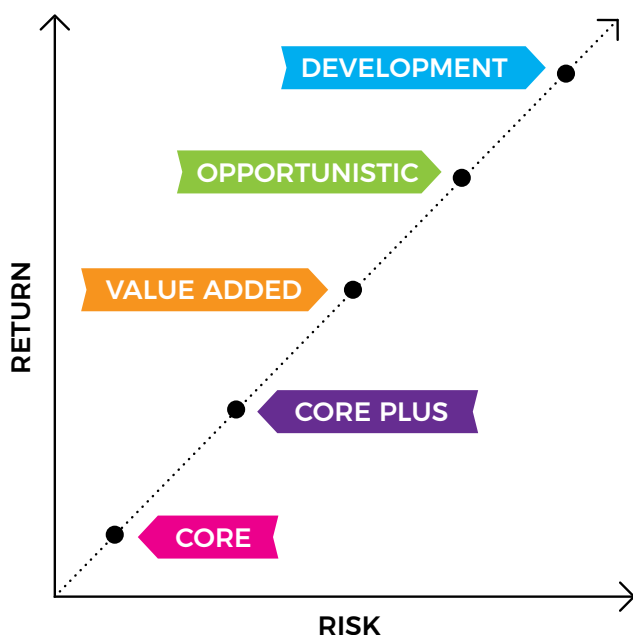 DEVELOPMENT
OPPORTUNISTIC
VALUE ADDED
RETURN
CORE PLUS
CORE
RISK